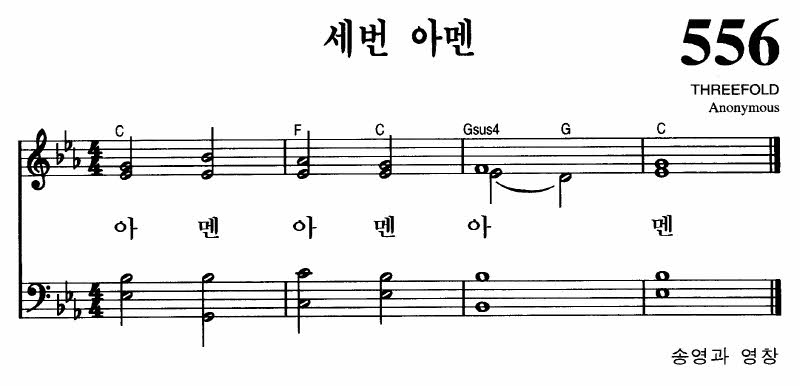 세번 아멘
556
THREEFOLD
Anonymous
C F C Gsus4 G C
아 멘 아 멘 아 멘
송영과 영창